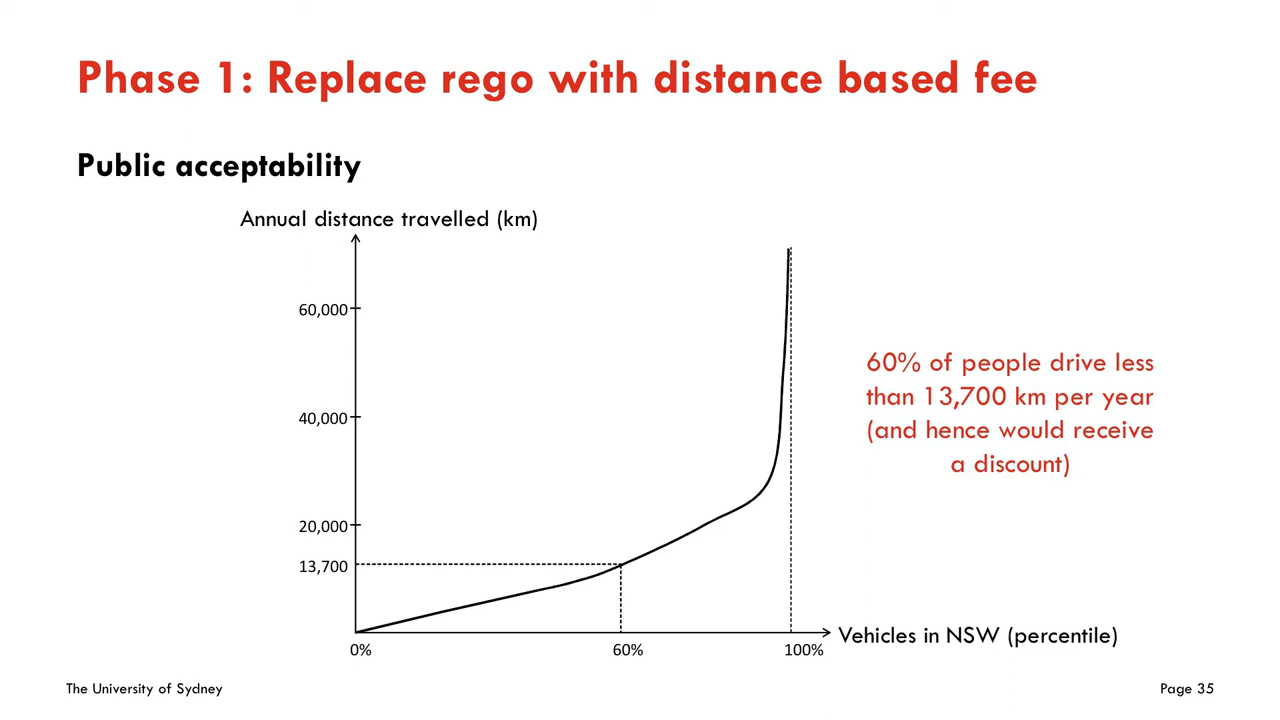 Phase 1: Replace rego with distance based fee
Public acceptability
Annual distance travelled (km)
60,000
40,000
20,000
13,700
0%
60%
100%
Vehicles in NSW (percentile)
60% of people drive less
than 13,700 km per year
(and hence would receive
a discount)
The University of Sydney
Page 35